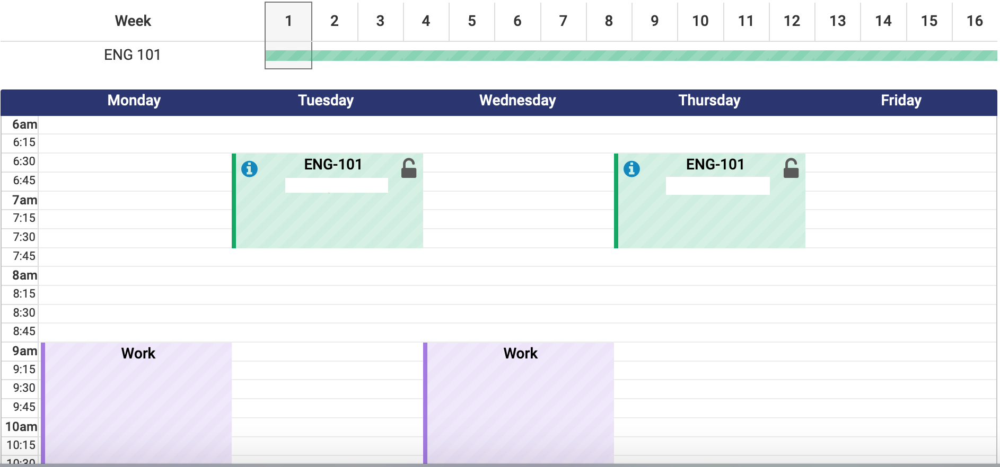 Week 1 2 3 4 5 6 7 8 9 10 11 12 13 14 15 16
ENG 101
Monday Tuesday Wednesday Thursday Friday
6am
6:15
6:30 ENG-101 ENG-101
6:45
7am
7:15
7:30
7:45
8am
8:15
8:30
8:45
9am Work Work
9:15
9:30
9:45
10am
10:15
10:30